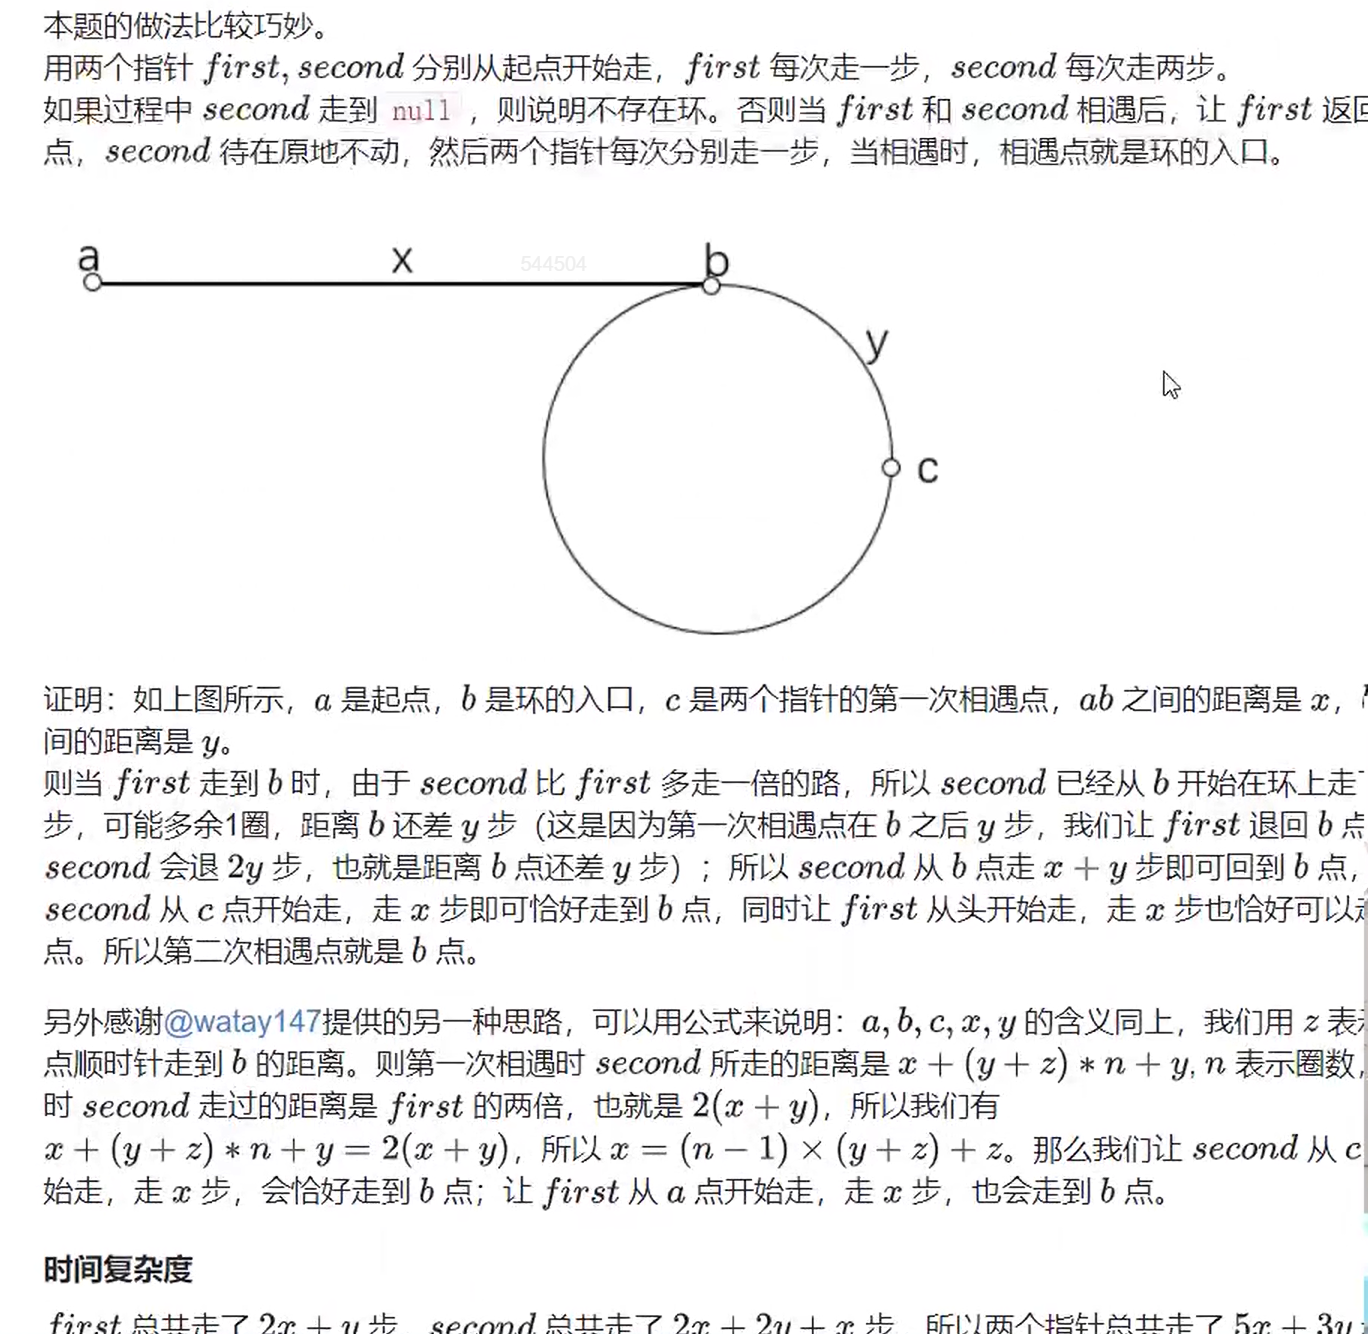 本题的做法比较巧妙。
用两个指针 first, second 分别从起点开始走，first 每次走一步，second 每次走两步。
如果过程中 second 走到 null ，则说明不存在环。否则当 first 和 second 相遇后，让 first 返回
点，second 待在原地不动，然后两个指针每次分别走一步，当相遇时，相遇点就是环的入口。
a x 544504 b
y
c
证明：如上图所示，a 是起点，b 是环的入口，c 是两个指针的第一次相遇点，ab 之间的距离是 x，
间的距离是 y。
则当 first 走到 b 时，由于 second 比 first 多走一倍的路，所以 second 已经从 b 开始在环上走
步，可能多余1圈，距离 b 还差 y 步（这是因为第一次相遇点在 b 之后 y 步，我们让 first 退回 b 点
second 会退 2y 步，也就是距离 b 点还差 y 步）；所以 second 从 b 点走 x + y 步即可回到 b 点，
second 从 c 点开始走，走 x 步即可恰好走到 b 点，同时让 first 从头开始走，走 x 步也恰好可以
点。所以第二次相遇点就是 b 点。
另外感谢@watay147提供的另一种思路，可以用公式来说明：a, b, c, x, y 的含义同上，我们用 z 表
点顺时针走到 b 的距离。则第一次相遇时 second 所走的距离是 x + (y + z) * n + y, n 表示圈数，
时 second 走过的距离是 first 的两倍，也就是 2(x + y)，所以我们有
x + (y + z) * n + y = 2(x + y)，所以 x = (n − 1) × (y + z) + z。那么我们让 second 从 c
始走，走 x 步，会恰好走到 b 点；让 first 从 a 点开始走，走 x 步，也会走到 b 点。
时间复杂度
first 总共走了 2x + y 步，second 总共走了 2x + 2y + x 步，所以两个指针总共走了 5x + 3y